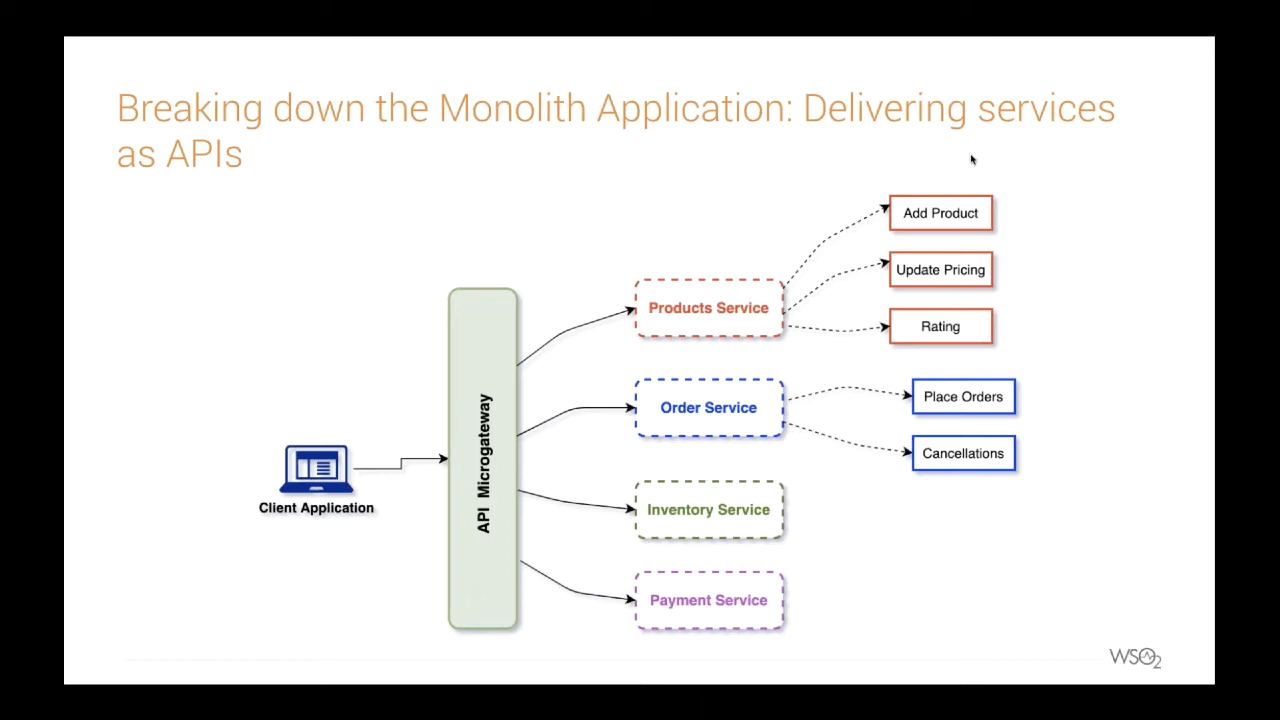 Breaking down the Monolith Application: Delivering services
as APIs
Add Product
Update Pricing
Products Service
Rating
Place Orders
Order Service
Cancellations
API Microgateway
Client Application
Inventory Service
Payment Service
WSO2